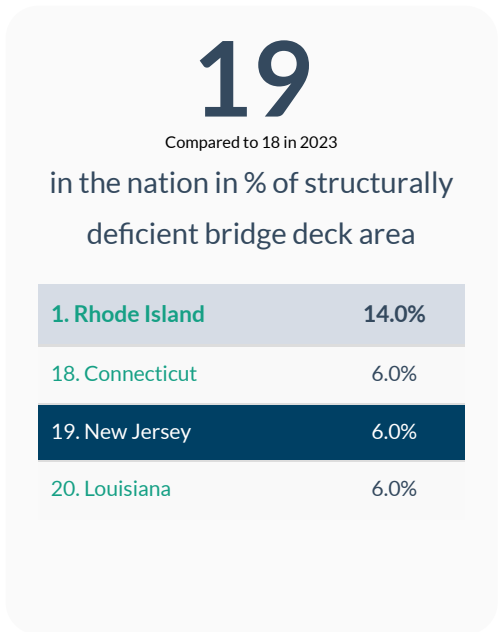 19
Compared to 18 in 2023
in the nation in % of structurally
deficient bridge deck area
1. Rhode Island 14.0%
18. Connecticut 6.0%
19. New Jersey 6.0%
20. Louisiana 6.0%